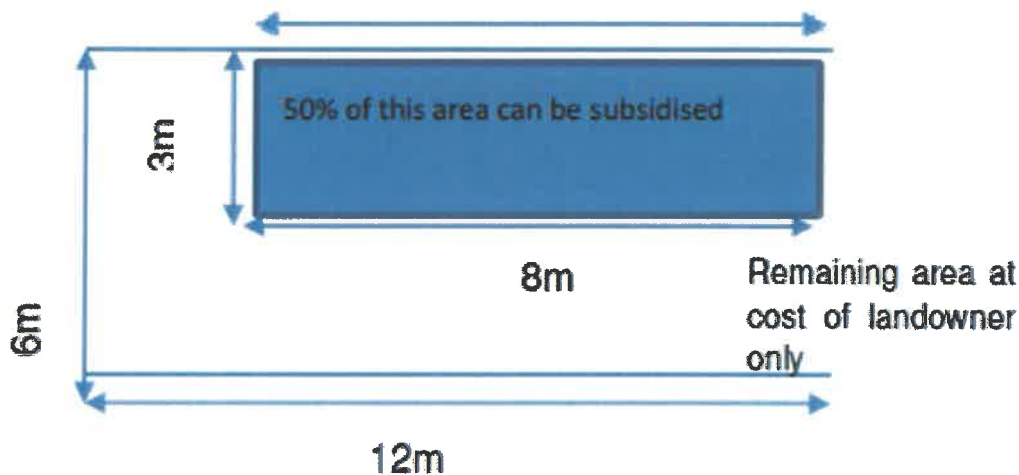 50% of this area can be subsidised
3m
8m
Remaining area at
cost of landowner
only
6m
12m